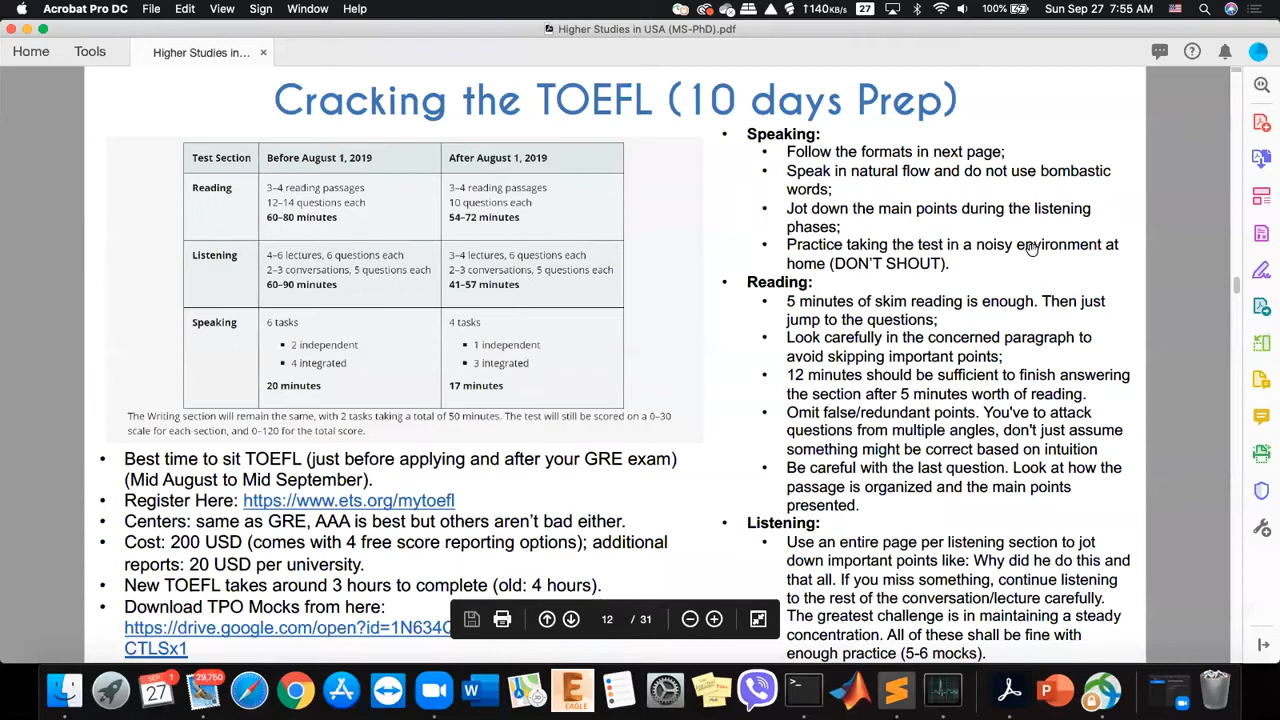 Acrobat Pro DC File Edit View Sign Window Help ↑140KB/s 27 100% Sun Sep 27 7:55 AM
Higher Studies in USA (MS-PhD).pdf
Home Tools Higher Studies in... ×
Cracking the TOEFL (10 days Prep)
Test Section Before August 1, 2019 After August 1, 2019
Reading 3–4 reading passages 3–4 reading passages
12–14 questions each 10 questions each
60–80 minutes 54–72 minutes
Listening 4–6 lectures, 6 questions each 3–4 lectures, 6 questions each
2–3 conversations, 5 questions each 2–3 conversations, 5 questions each
60–90 minutes 41–57 minutes
Speaking 6 tasks 4 tasks
▪ 2 independent ▪ 1 independent
▪ 4 integrated ▪ 3 integrated
20 minutes 17 minutes
The Writing section will remain the same, with 2 tasks taking a total of 50 minutes. The test will still be scored on a 0–30
scale for each section, and 0–120 for the total score.
• Best time to sit TOEFL (just before applying and after your GRE exam)
(Mid August to Mid September).
• Register Here: https://www.ets.org/mytoefl
• Centers: same as GRE, AAA is best but others aren't bad either.
• Cost: 200 USD (comes with 4 free score reporting options); additional
reports: 20 USD per university.
• New TOEFL takes around 3 hours to complete (old: 4 hours).
• Download TPO Mocks from here:
https://drive.google.com/open?id=1N634
CTLSx1
• Speaking:
• Follow the formats in next page;
• Speak in natural flow and do not use bombastic
words;
• Jot down the main points during the listening
phases;
• Practice taking the test in a noisy environment at
home (DON'T SHOUT).
• Reading:
• 5 minutes of skim reading is enough. Then just
jump to the questions;
• Look carefully in the concerned paragraph to
avoid skipping important points;
• 12 minutes should be sufficient to finish answering
the section after 5 minutes worth of reading.
• Omit false/redundant points. You've to attack
questions from multiple angles, don't just assume
something might be correct based on intuition
• Be careful with the last question. Look at how the
passage is organized and the main points
presented.
• Listening:
• Use an entire page per listening section to jot
down important points like: Why did he do this and
that all. If you miss something, continue listening
to the rest of the conversation/lecture carefully.
The greatest challenge is in maintaining a steady
concentration. All of these shall be fine with
enough practice (5-6 mocks).
12 / 31
SEP 1
27
29,750
EAGLE